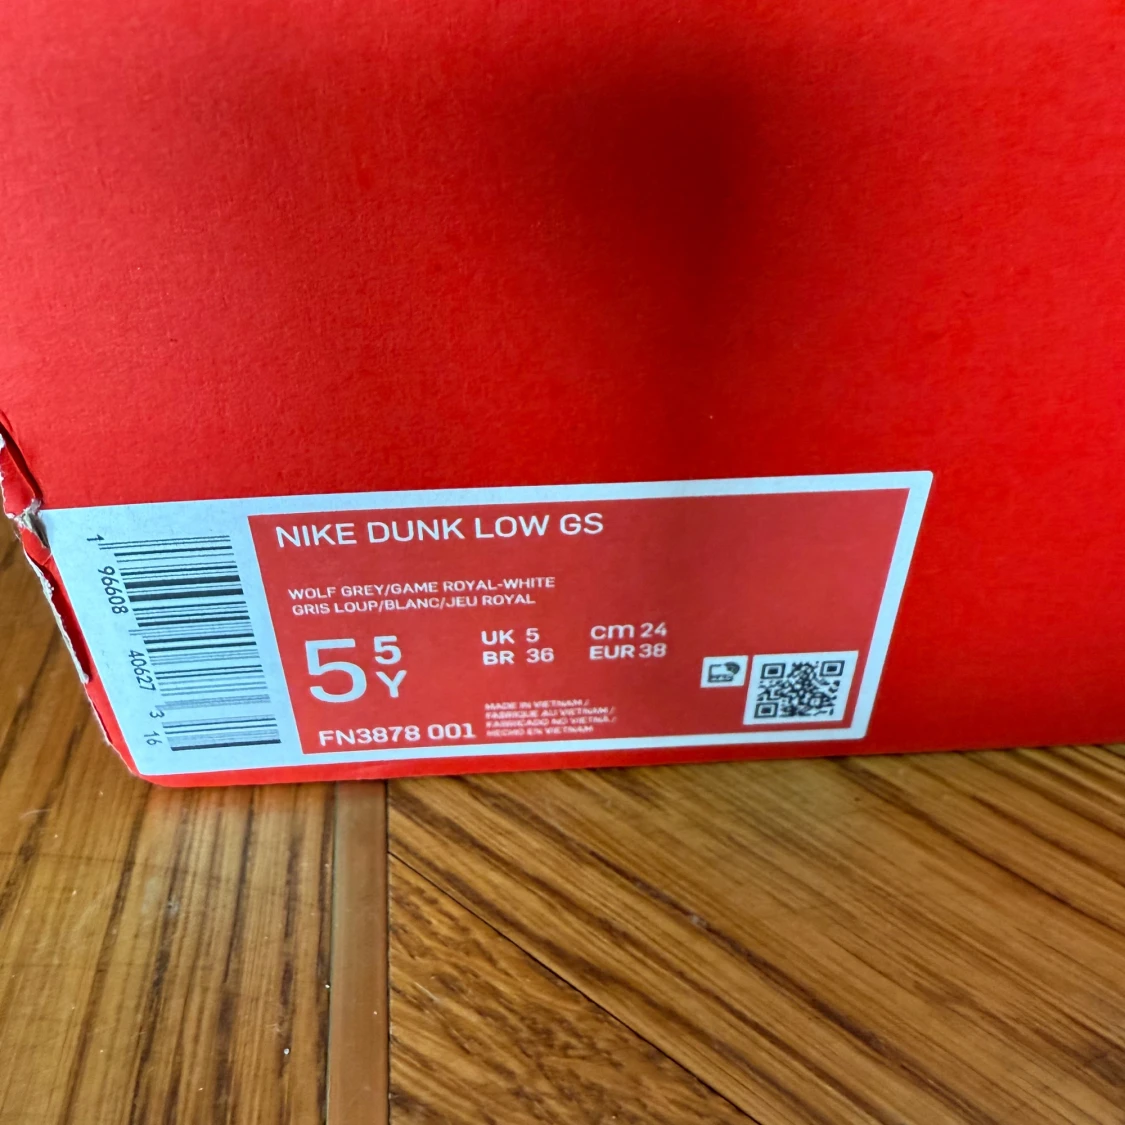 NIKE DUNK LOW GS
WOLF GREY/GAME ROYAL-WHITE
GRIS LOUP/BLANC/JEU ROYAL
5 5 Y
UK 5 cm 24
BR 36 EUR 38
FN3878 001
MADE IN VIETNAM /
FABRIQUE AU VIETNAM /
FABRICADO NO VIETNÃ /
HECHO EN VIETNAM
1 96608 40627 3 16